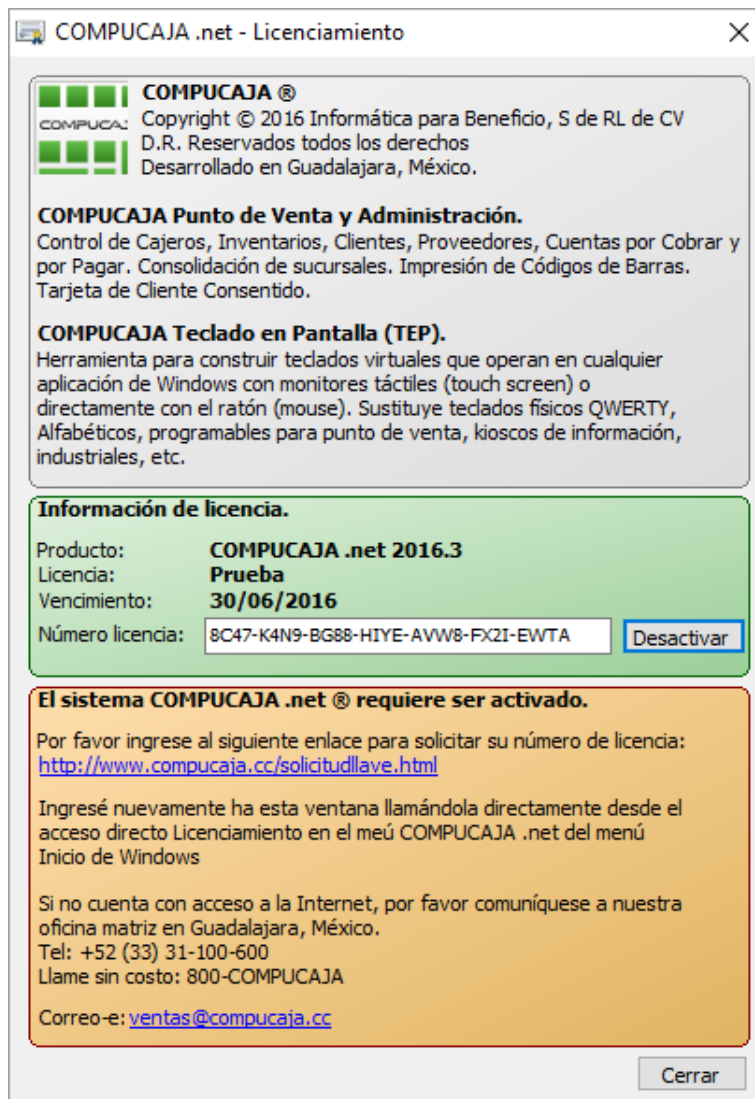 COMPUCAJA .net - Licenciamiento
COMPUCAJA ®
Copyright © 2016 Informática para Beneficio, S de RL de CV
COMPUCA
D.R. Reservados todos los derechos
Desarrollado en Guadalajara, México.
COMPUCAJA Punto de Venta y Administración.
Control de Cajeros, Inventarios, Clientes, Proveedores, Cuentas por Cobrar y
por Pagar. Consolidación de sucursales. Impresión de Códigos de Barras.
Tarjeta de Cliente Consentido.
COMPUCAJA Teclado en Pantalla (TEP).
Herramienta para construir teclados virtuales que operan en cualquier
aplicación de Windows con monitores táctiles (touch screen) o
directamente con el ratón (mouse). Sustituye teclados físicos QWERTY,
Alfabéticos, programables para punto de venta, kioscos de información,
industriales, etc.
Información de licencia.
Producto: COMPUCAJA .net 2016.3
Licencia: Prueba
Vencimiento: 30/06/2016
Número licencia: 8C47-K4N9-BG88-HIYE-AVW8-FX2I-EWTA Desactivar
El sistema COMPUCAJA .net ® requiere ser activado.
Por favor ingrese al siguiente enlace para solicitar su número de licencia:
http://www.compucaja.cc/solicitudllave.html
Ingresé nuevamente ha esta ventana llamándola directamente desde el
acceso directo Licenciamiento en el meú COMPUCAJA .net del menú
Inicio de Windows
Si no cuenta con acceso a la Internet, por favor comuníquese a nuestra
oficina matriz en Guadalajara, México.
Tel: +52 (33) 31-100-600
Llame sin costo: 800-COMPUCAJA
Correo-e: ventas@compucaja.cc
Cerrar